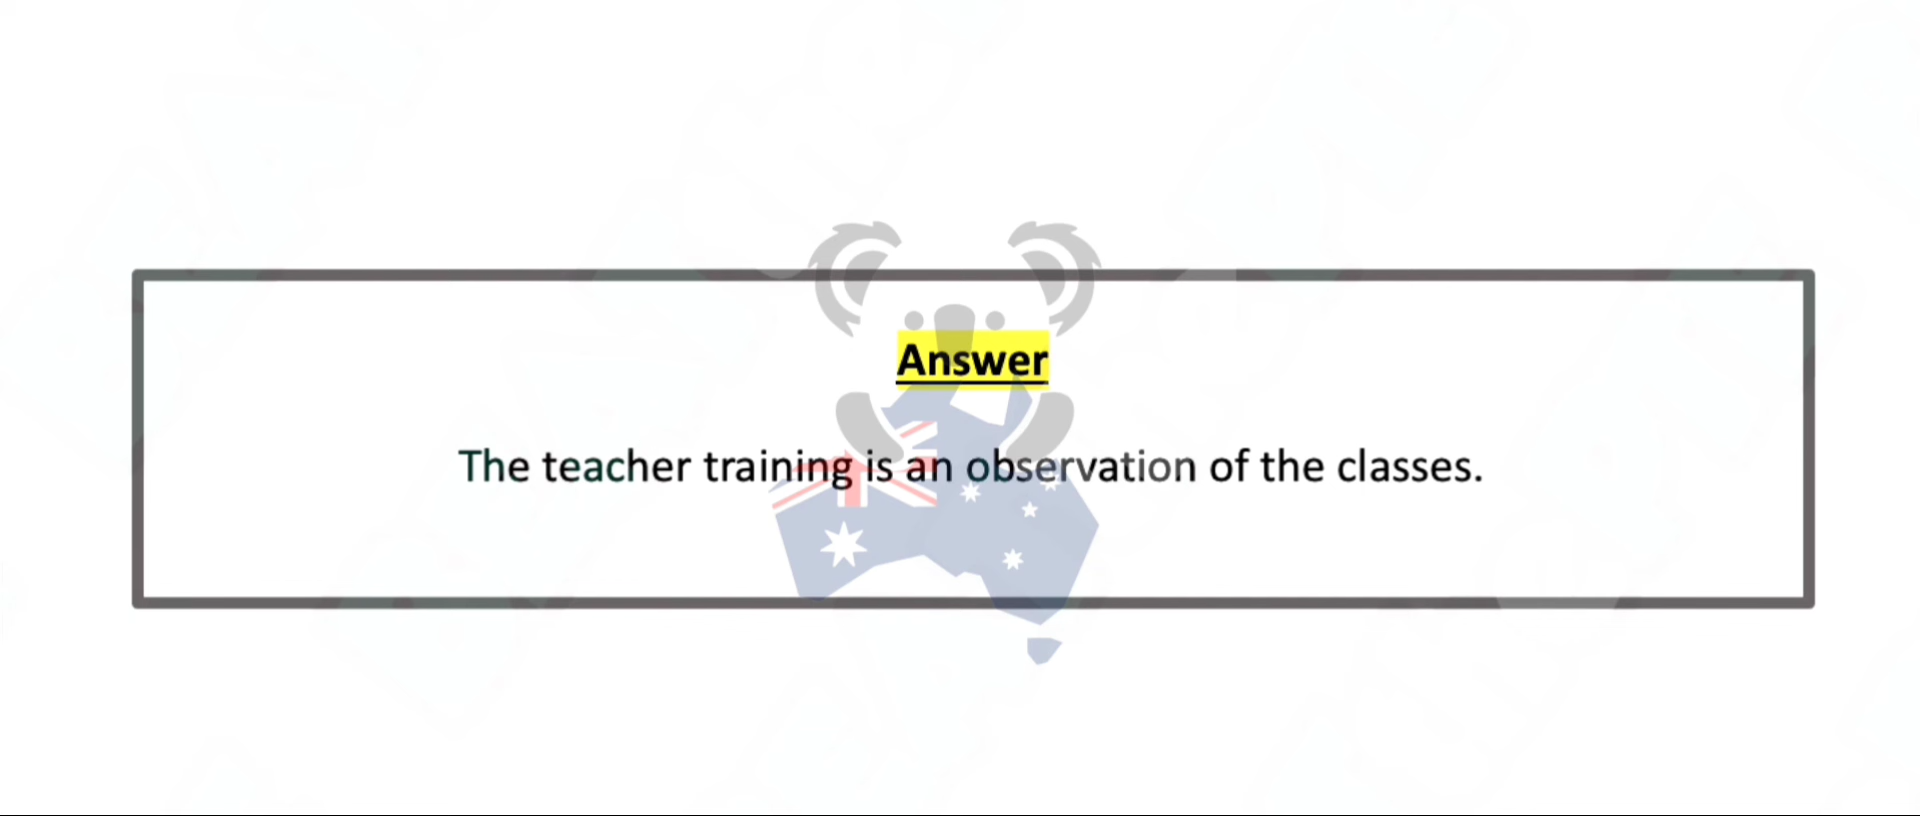 Answer
The teacher training is an observation of the classes.